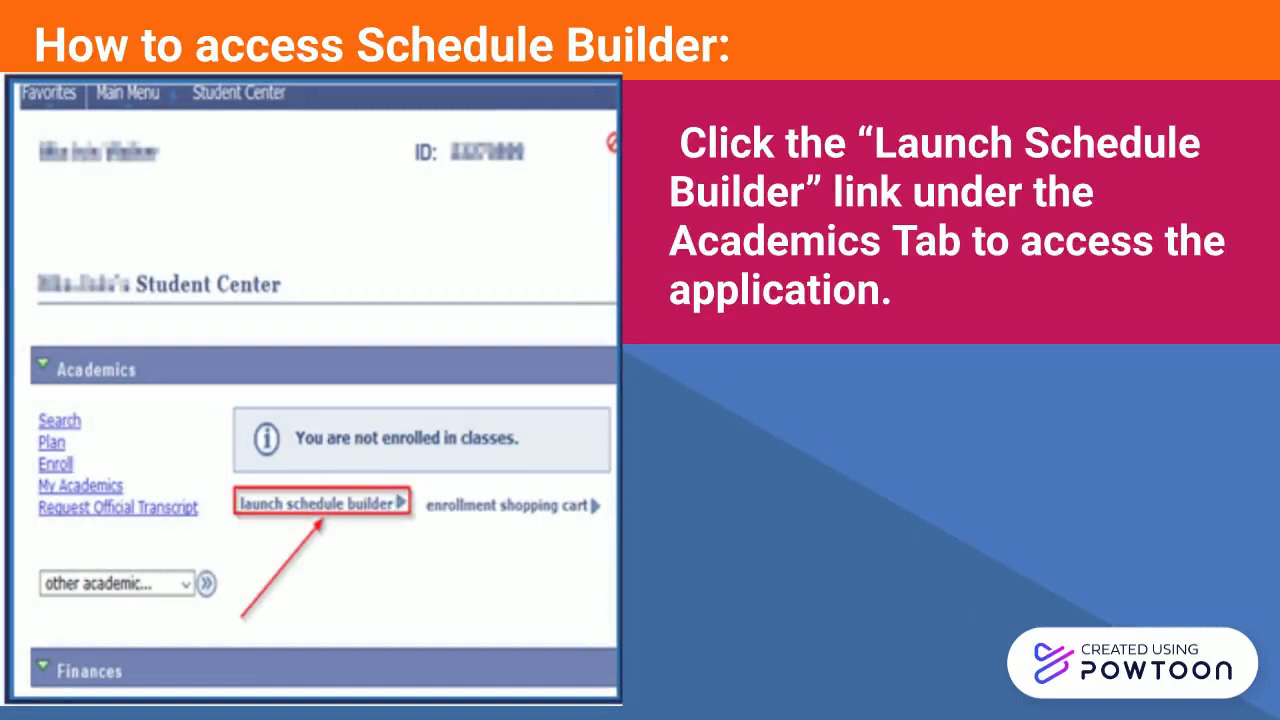 How to access Schedule Builder:
Favorites Main Menu Student Center
ID:
Student Center
Academics
Search
Plan
Enroll
My Academics
Request Official Transcript
You are not enrolled in classes.
launch schedule builder
enrollment shopping cart
other academic...
Finances
Click the “Launch Schedule
Builder” link under the
Academics Tab to access the
application.
CREATED USING
POWTOON